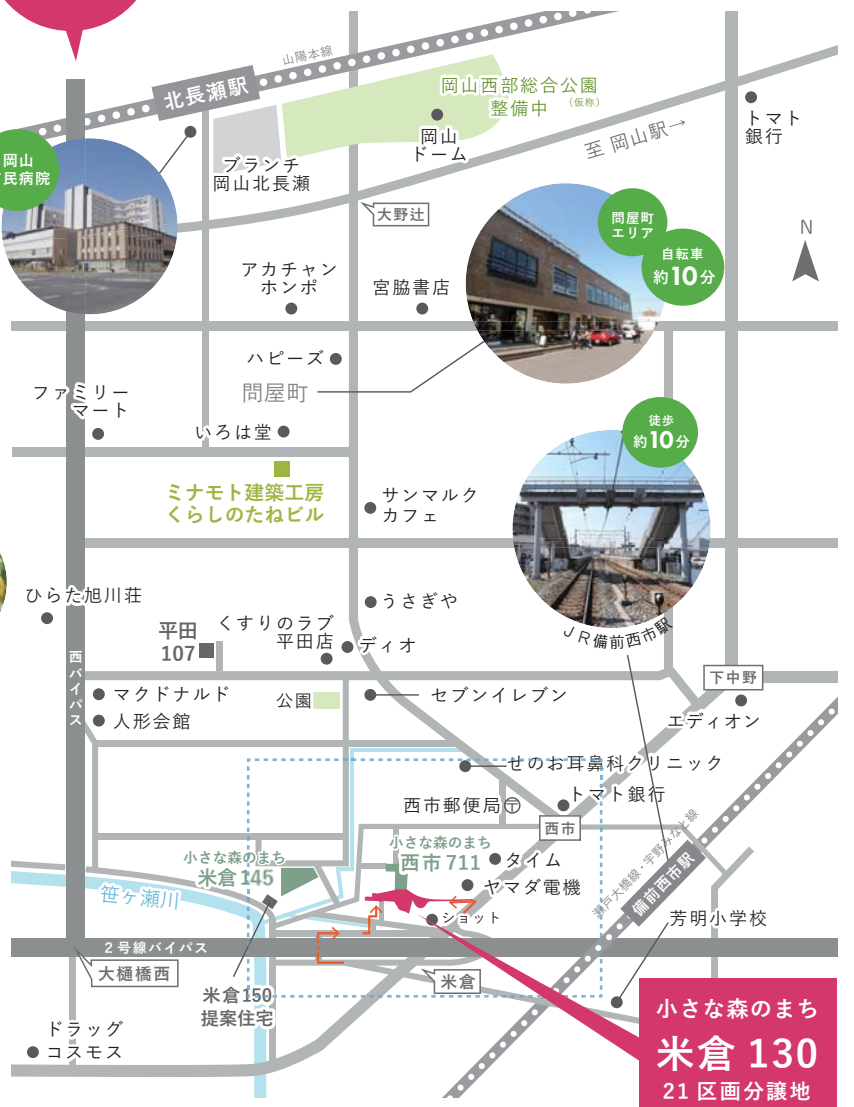 山陽本線
北長瀬駅
岡山西部総合公園
整備中 (仮称)
岡山
ドーム
トマト
銀行
至 岡山駅→
岡山
民病院
ブランチ
岡山北長瀬
大野辻
問屋町
エリア
自転車
約10分
N
アカチャン
ホンポ
宮脇書店
ハピーズ
問屋町
ファミリー
マート
いろは堂
徒歩
約10分
ミナモト建築工房
くらしのたねビル
サンマルク
カフェ
ひらた旭川荘
うさぎや
平田
107
くすりのラブ
平田店
ディオ
JR備前西市駅
西バイパス
マクドナルド
人形会館
公園
セブンイレブン
下中野
エディオン
せのお耳鼻科クリニック
西市郵便局〶
トマト銀行
西市
小さな森のまち
米倉145
小さな森のまち
西市711
タイム
ヤマダ電機
瀬戸大橋線・宇野みなと線
備前西市駅
笹ヶ瀬川
ショット
芳明小学校
2号線バイパス
大樋橋西
米倉
米倉150
提案住宅
ドラッグ
コスモス
小さな森のまち
米倉 130
21 区画分譲地